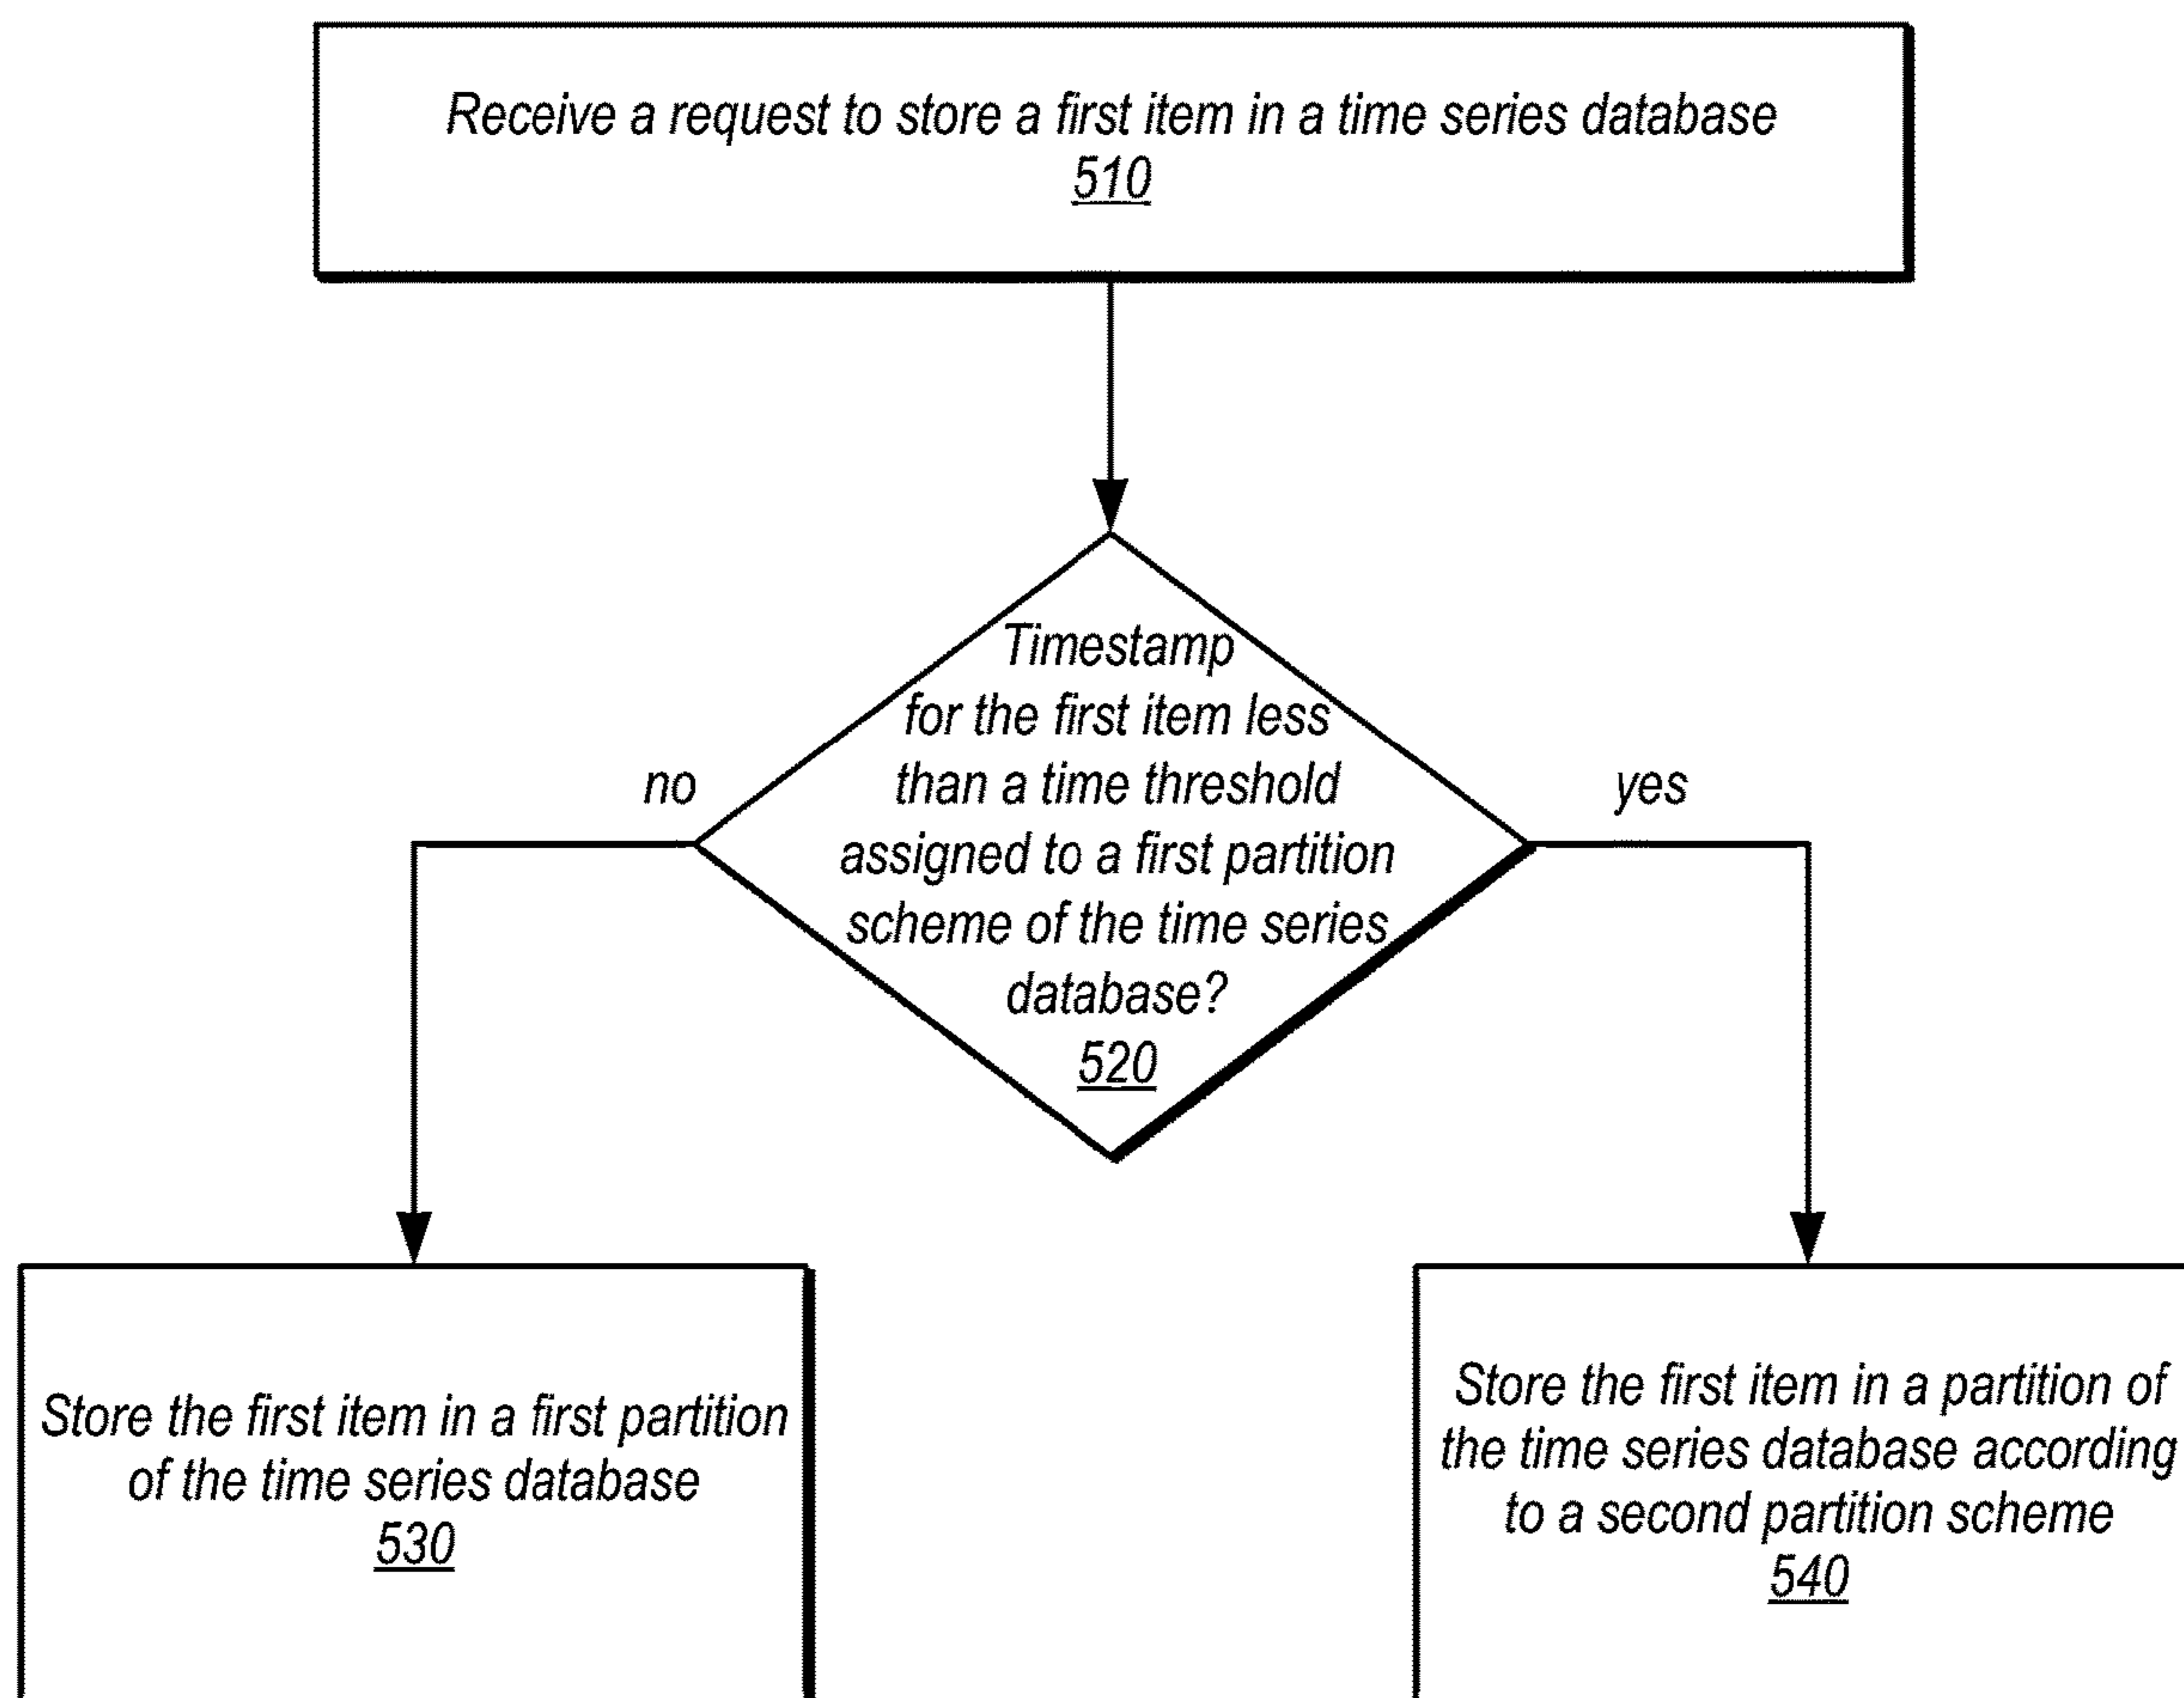 Receive a request to store a first item in a time series database
510
Timestamp
for the first item less
than a time threshold
assigned to a first partition
scheme of the time series
database?
520
no
yes
Store the first item in a first partition
of the time series database
530
Store the first item in a partition of
the time series database according
to a second partition scheme
540